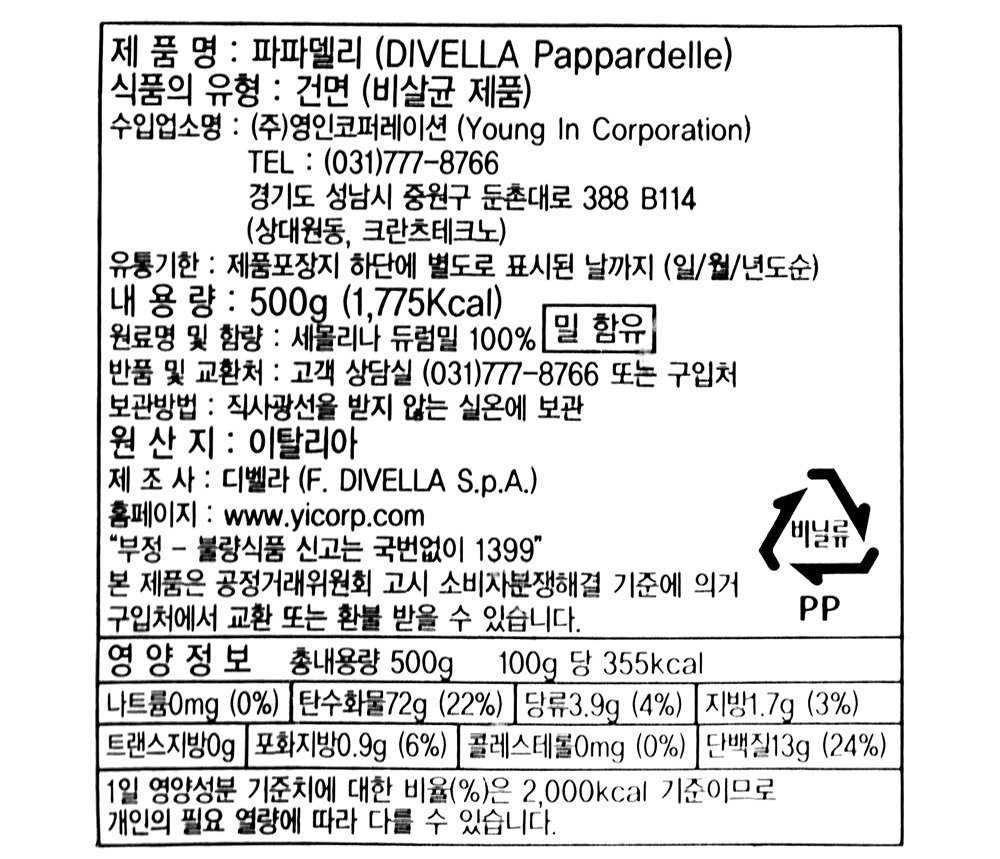 제 품 명 : 파파델리 (DIVELLA Pappardelle)
식품의 유형 : 건면 (비살균 제품)
수입업소명 : (주)영인코퍼레이션 (Young In Corporation)
TEL : (031)777-8766
경기도 성남시 중원구 둔촌대로 388 B114
(상대원동, 크란츠테크노)
유통기한 : 제품포장지 하단에 별도로 표시된 날까지 (일/월/년도순)
내 용 량 : 500g (1,775Kcal)
원료명 및 함량 : 세몰리나 듀럼밀 100% 밀 함유
반품 및 교환처 : 고객 상담실 (031)777-8766 또는 구입처
보관방법 : 직사광선을 받지 않는 실온에 보관
원 산 지 : 이탈리아
제 조 사 : 디벨라 (F. DIVELLA S.p.A.)
홈페이지 : www.yicorp.com
“부정 - 불량식품 신고는 국번없이 1399”
본 제품은 공정거래위원회 고시 소비자분쟁해결 기준에 의거
구입처에서 교환 또는 환불 받을 수 있습니다.
비닐류
PP
영 양 정 보 총내용량 500g 100g 당 355kcal
나트륨0mg (0%) 탄수화물72g (22%) 당류3.9g (4%) 지방1.7g (3%)
트랜스지방0g 포화지방0.9g (6%) 콜레스테롤0mg (0%) 단백질13g (24%)
1일 영양성분 기준치에 대한 비율(%)은 2,000kcal 기준이므로
개인의 필요 열량에 따라 다를 수 있습니다.